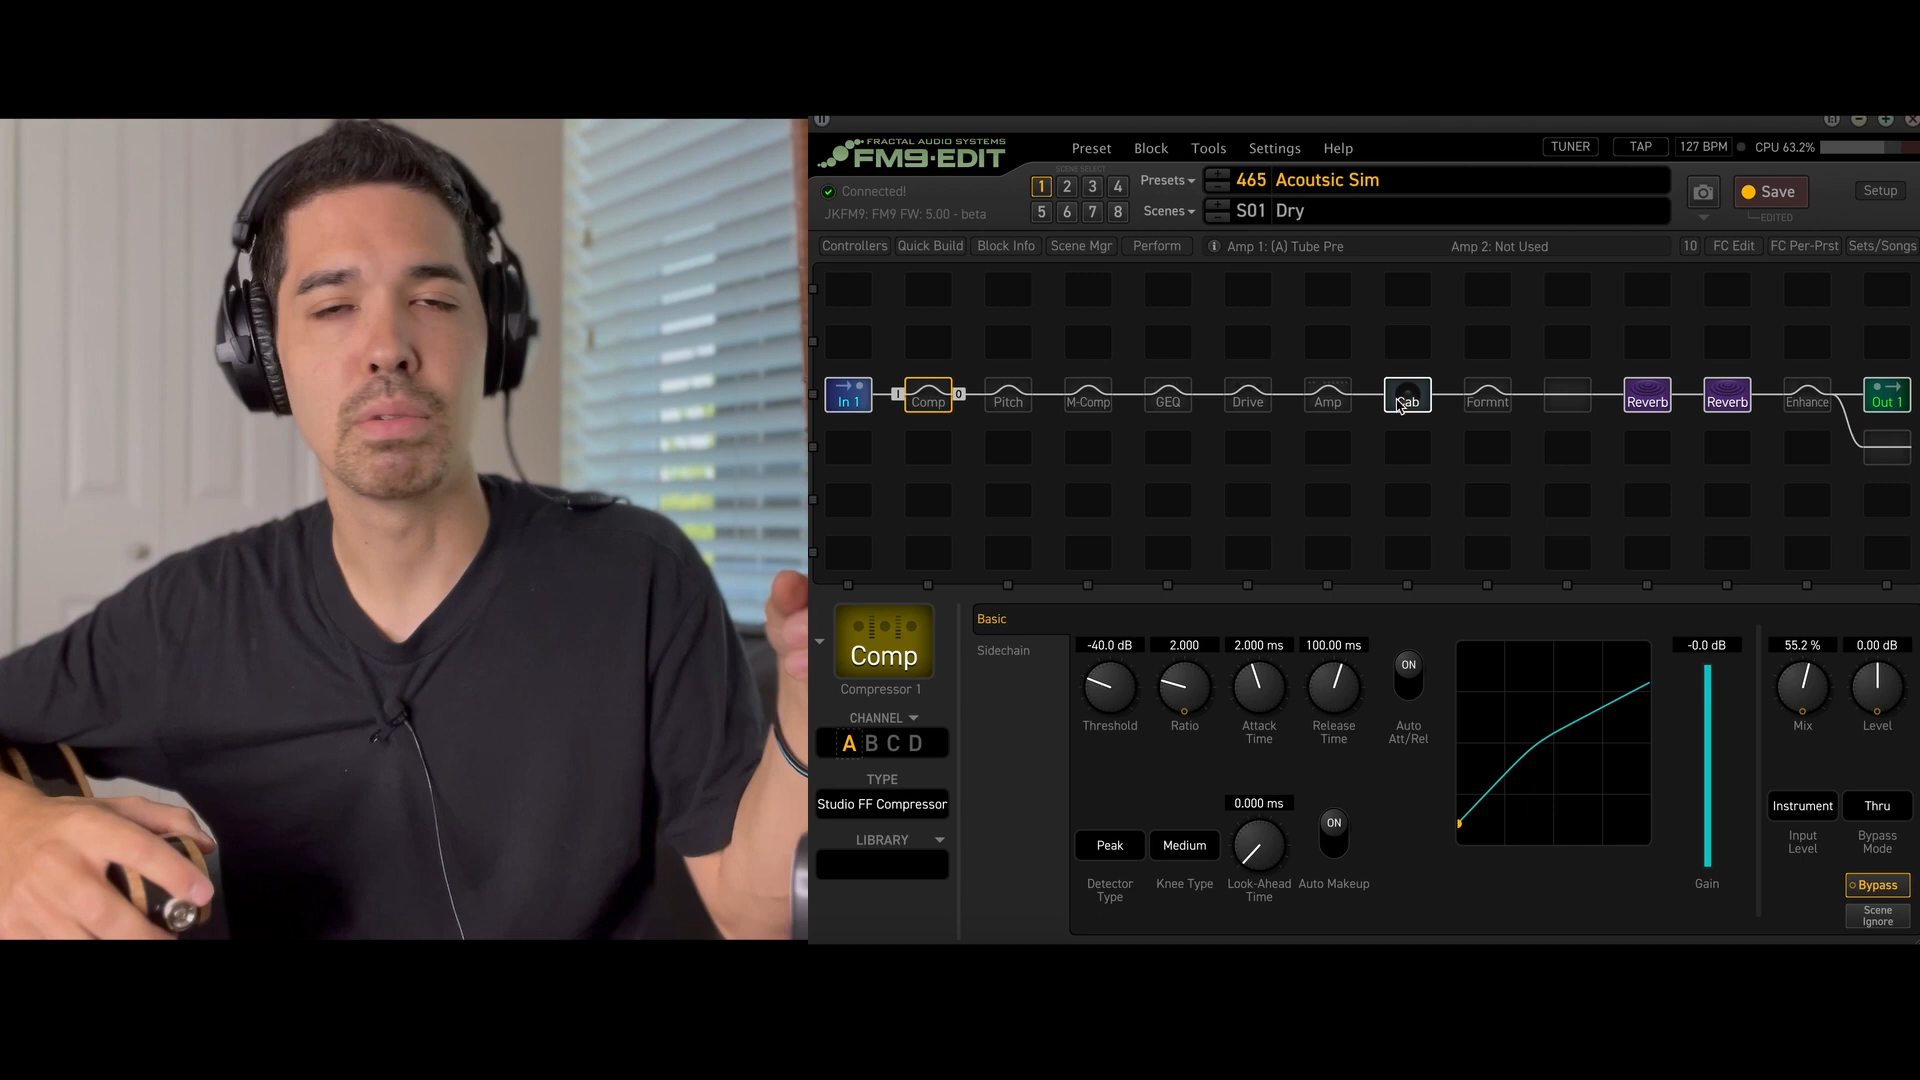 FRACTAL AUDIO SYSTEMS
FM9-EDIT
Preset Block Tools Settings Help
TUNER TAP 127 BPM CPU 63.2%
Connected!
JKFM9: FM9 FW: 5.00 - beta
SCENE SELECT
1 2 3 4
5 6 7 8
Presets 465 Acoutsic Sim
Scenes S01 Dry
Save
EDITED
Setup
Controllers Quick Build Block Info Scene Mgr Perform
Amp 1: (A) Tube Pre Amp 2: Not Used
10 FC Edit FC Per-Prst Sets/Songs
In 1 I Comp O Pitch M-Comp GEQ Drive Amp Cab Formnt Reverb Reverb Enhance Out 1
Comp
Compressor 1
CHANNEL
A B C D
TYPE
Studio FF Compressor
LIBRARY
Basic
Sidechain
-40.0 dB 2.000 2.000 ms 100.00 ms
ON
Threshold Ratio Attack Time Release Time Auto Att/Rel
0.000 ms
ON
Peak Medium
Detector Type Knee Type Look-Ahead Time Auto Makeup
-0.0 dB
Gain
55.2 % 0.00 dB
Mix Level
Instrument Thru
Input Level Bypass Mode
Bypass
Scene Ignore